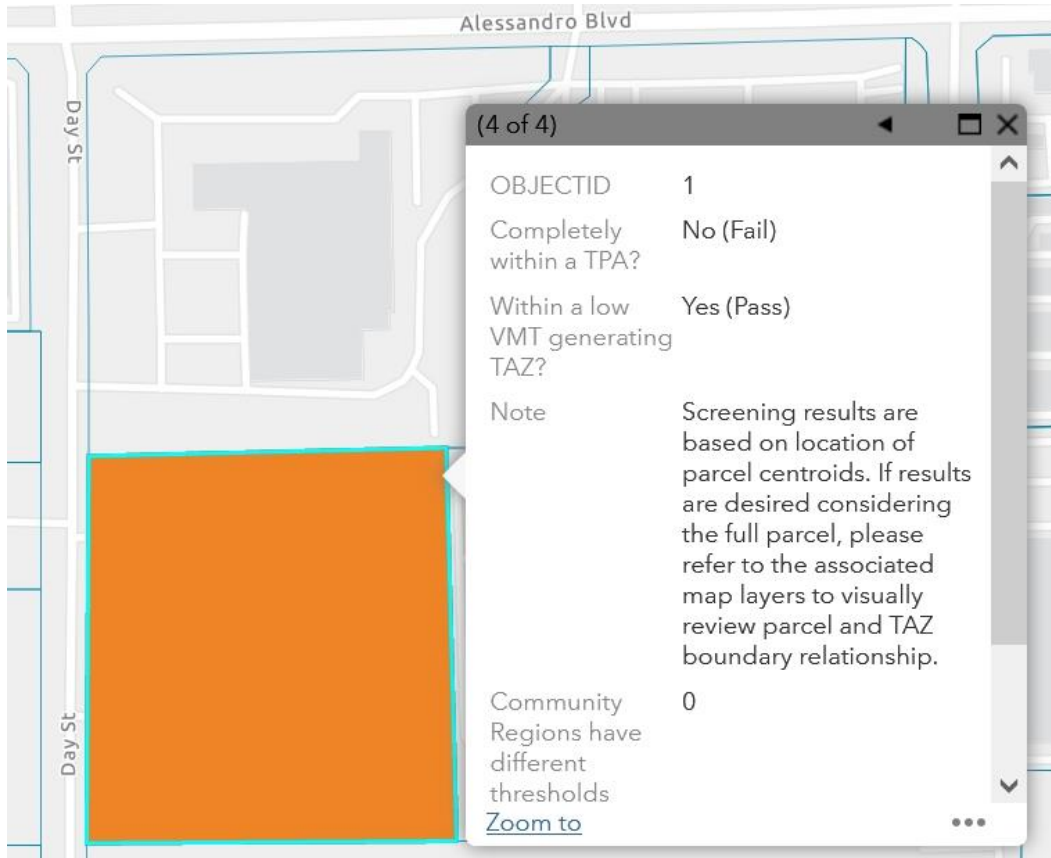 Alessandro Blvd
Day St
(4 of 4)
OBJECTID 1
Completely No (Fail)
within a TPA?
Within a low Yes (Pass)
VMT generating
TAZ?
Note Screening results are
based on location of
parcel centroids. If results
are desired considering
the full parcel, please
refer to the associated
map layers to visually
review parcel and TAZ
boundary relationship.
Community 0
Regions have
different
thresholds
Day St
Zoom to